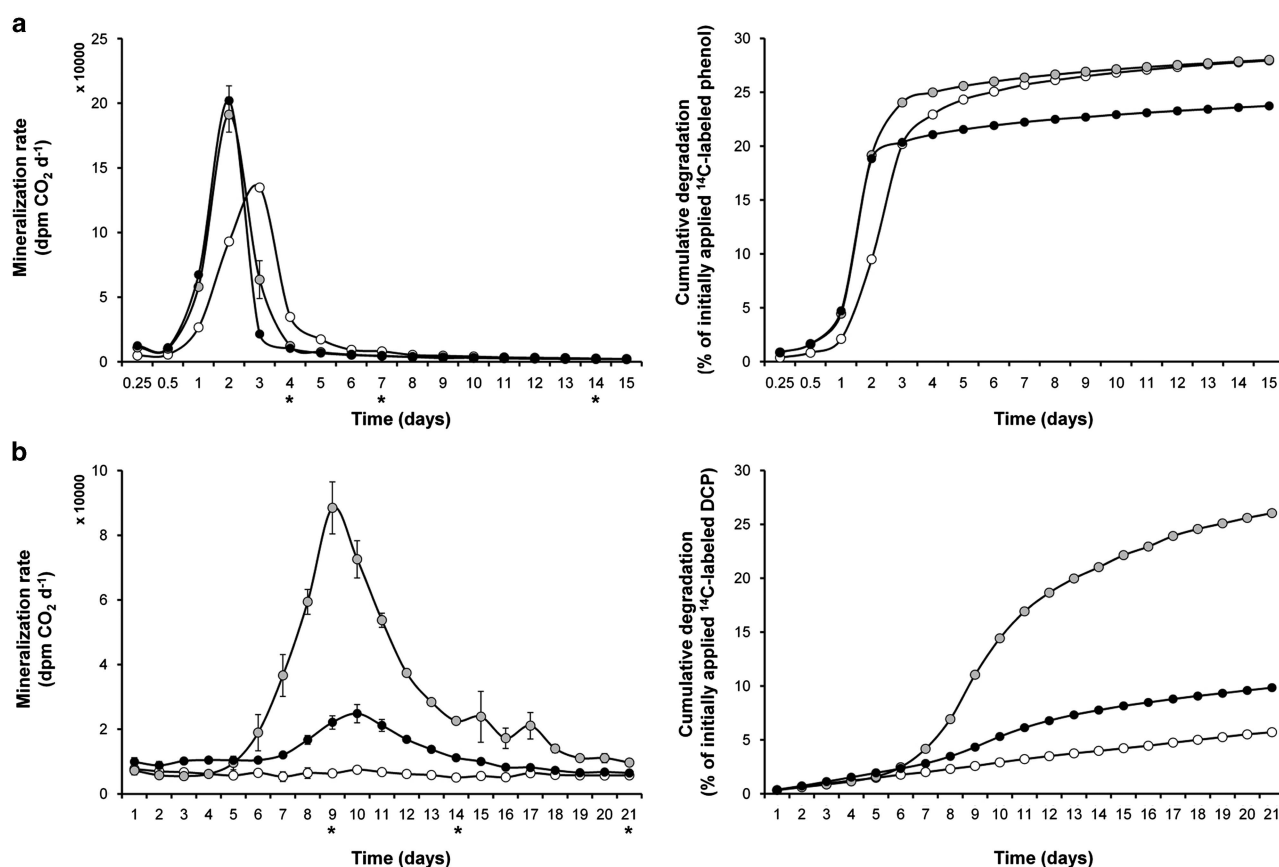 a
x 10000
Mineralization rate
(dpm CO2 d-1)
25
20
15
10
5
0
0.25 0.5 1 2 3 4 5 6 7 8 9 10 11 12 13 14 15
* * *
Time (days)
Cumulative degradation
(% of initially applied 14C-labeled phenol)
30
25
20
15
10
5
0
0.25 0.5 1 2 3 4 5 6 7 8 9 10 11 12 13 14 15
Time (days)
b
x 10000
Mineralization rate
(dpm CO2 d-1)
10
8
6
4
2
0
1 2 3 4 5 6 7 8 9 10 11 12 13 14 15 16 17 18 19 20 21
* * *
Time (days)
Cumulative degradation
(% of initially applied 14C-labeled DCP)
30
25
20
15
10
5
0
1 2 3 4 5 6 7 8 9 10 11 12 13 14 15 16 17 18 19 20 21
Time (days)